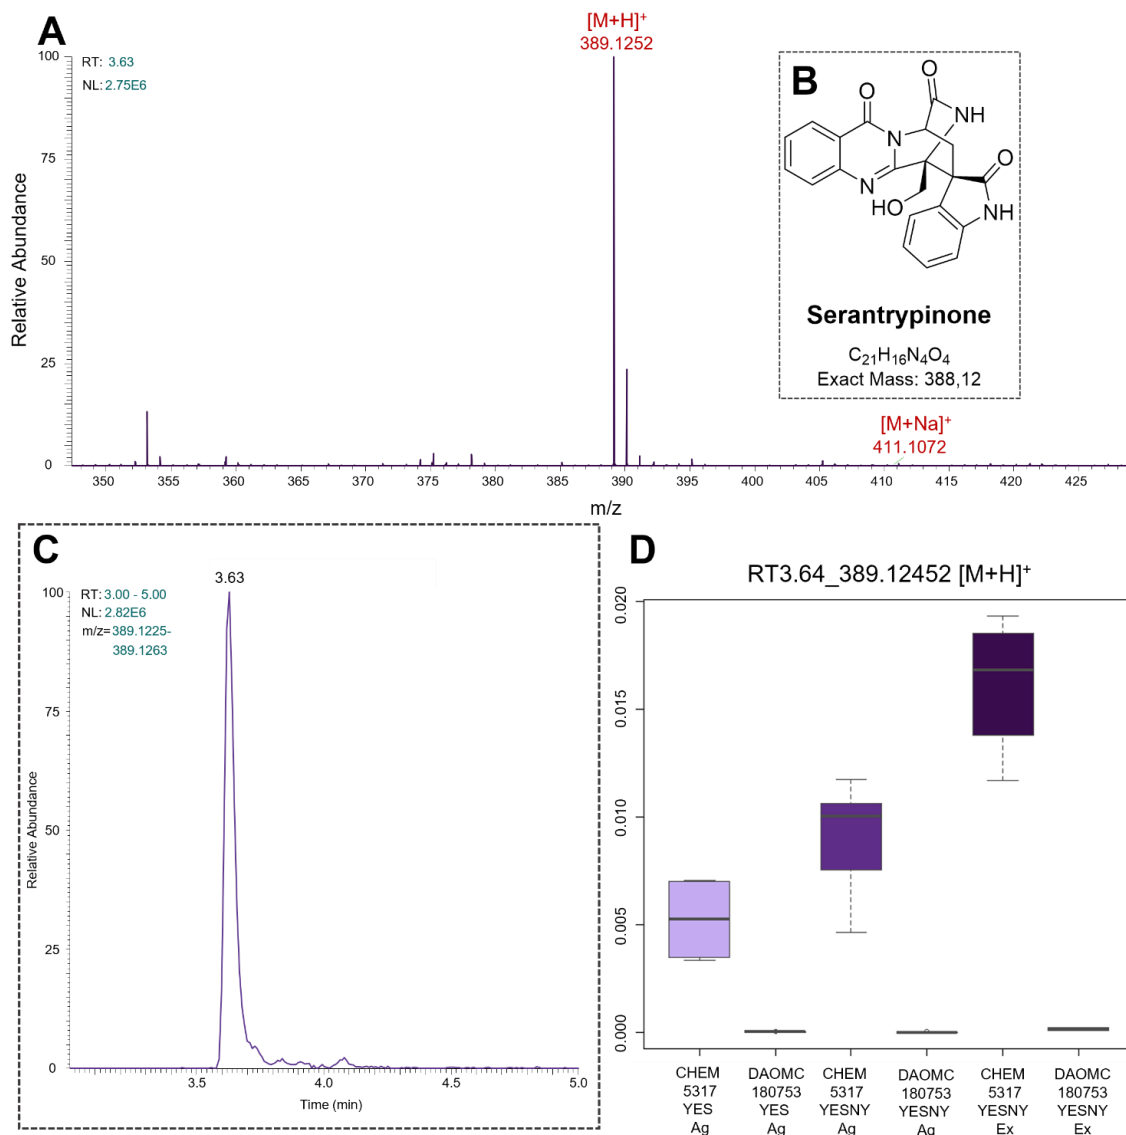 A
[M+H]+
389.1252
RT: 3.63
NL: 2.75E6
Relative Abundance
100
75
50
25
0
350 355 360 365 370 375 380 385 390 395 400 405 410 415 420 425
m/z
[M+Na]+
411.1072
B
O
O
NH
N
N
HO
O
NH
Serantrypinone
C21H16N4O4
Exact Mass: 388,12
C
3.63
RT: 3.00 - 5.00
NL: 2.82E6
m/z= 389.1225-
389.1263
Relative Abundance
100
75
50
25
0
3.5 4.0 4.5 5.0
Time (min)
D
RT3.64_389.12452 [M+H]+
0.020
0.015
0.010
0.005
0.000
CHEM 5317 YES Ag
DAOMC 180753 YES Ag
CHEM 5317 YESNY Ag
DAOMC 180753 YESNY Ag
CHEM 5317 YESNY Ex
DAOMC 180753 YESNY Ex